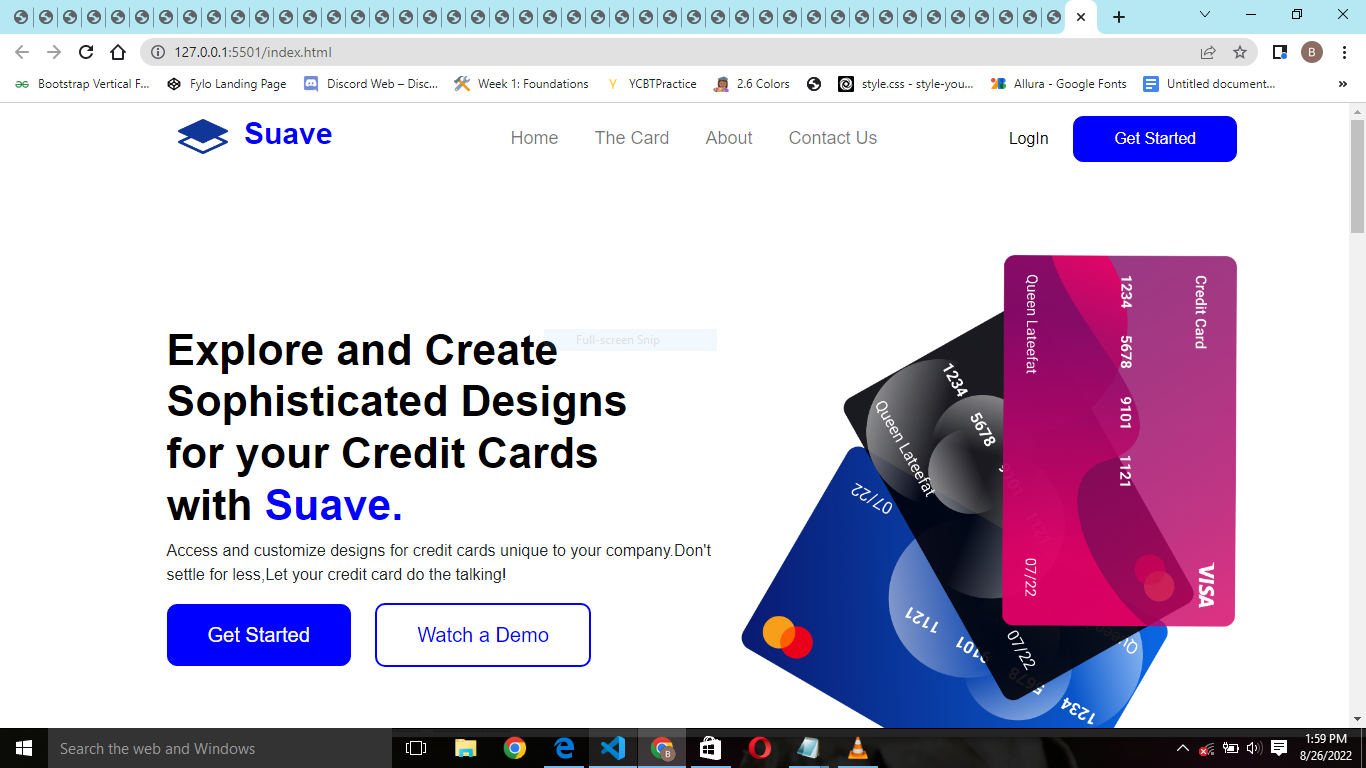 127.0.0.1:5501/index.html
B
Bootstrap Vertical F...
Fylo Landing Page
Discord Web – Disc...
Week 1: Foundations
YCBTPractice
2.6 Colors
style.css - style-you...
Allura - Google Fonts
Untitled document...
»
Suave
Home
The Card
About
Contact Us
LogIn
Get Started
Full-screen Snip
Explore and Create
Sophisticated Designs
for your Credit Cards
with Suave.
Access and customize designs for credit cards unique to your company.Don't
settle for less,Let your credit card do the talking!
Get Started
Watch a Demo
Credit Card
1234 5678 9101 1121
Queen Lateefat
07/22
VISA
1234 5678 9101 1121
Queen Lateefat
07/22
1234 5678 9101 1121
07/22
Search the web and Windows
1:59 PM
8/26/2022